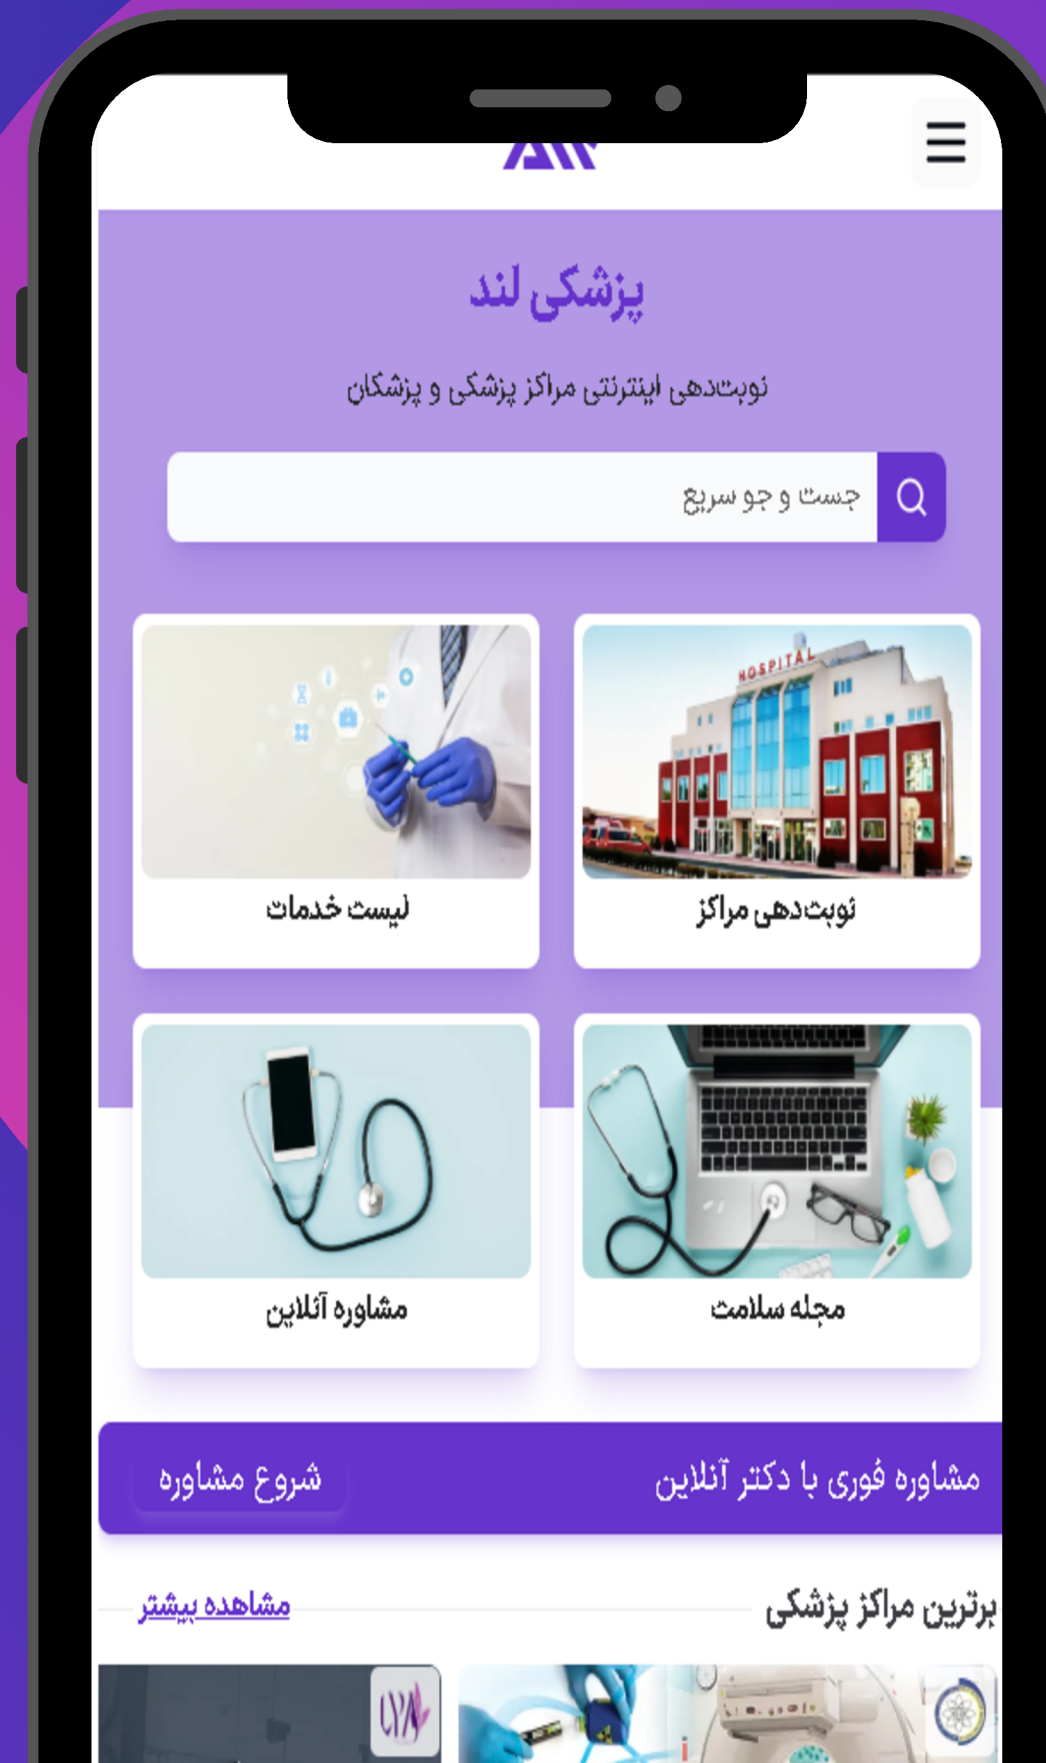 پزشکی لند
نوبت‌دهی اینترنتی مراکز پزشکی و پزشکان
جست و جو سریع
HOSPITAL
نوبت‌دهی مراکز
لیست خدمات
مجله سلامت
مشاوره آنلاین
مشاوره فوری با دکتر آنلاین
شروع مشاوره
برترین مراکز پزشکی
مشاهده بیشتر